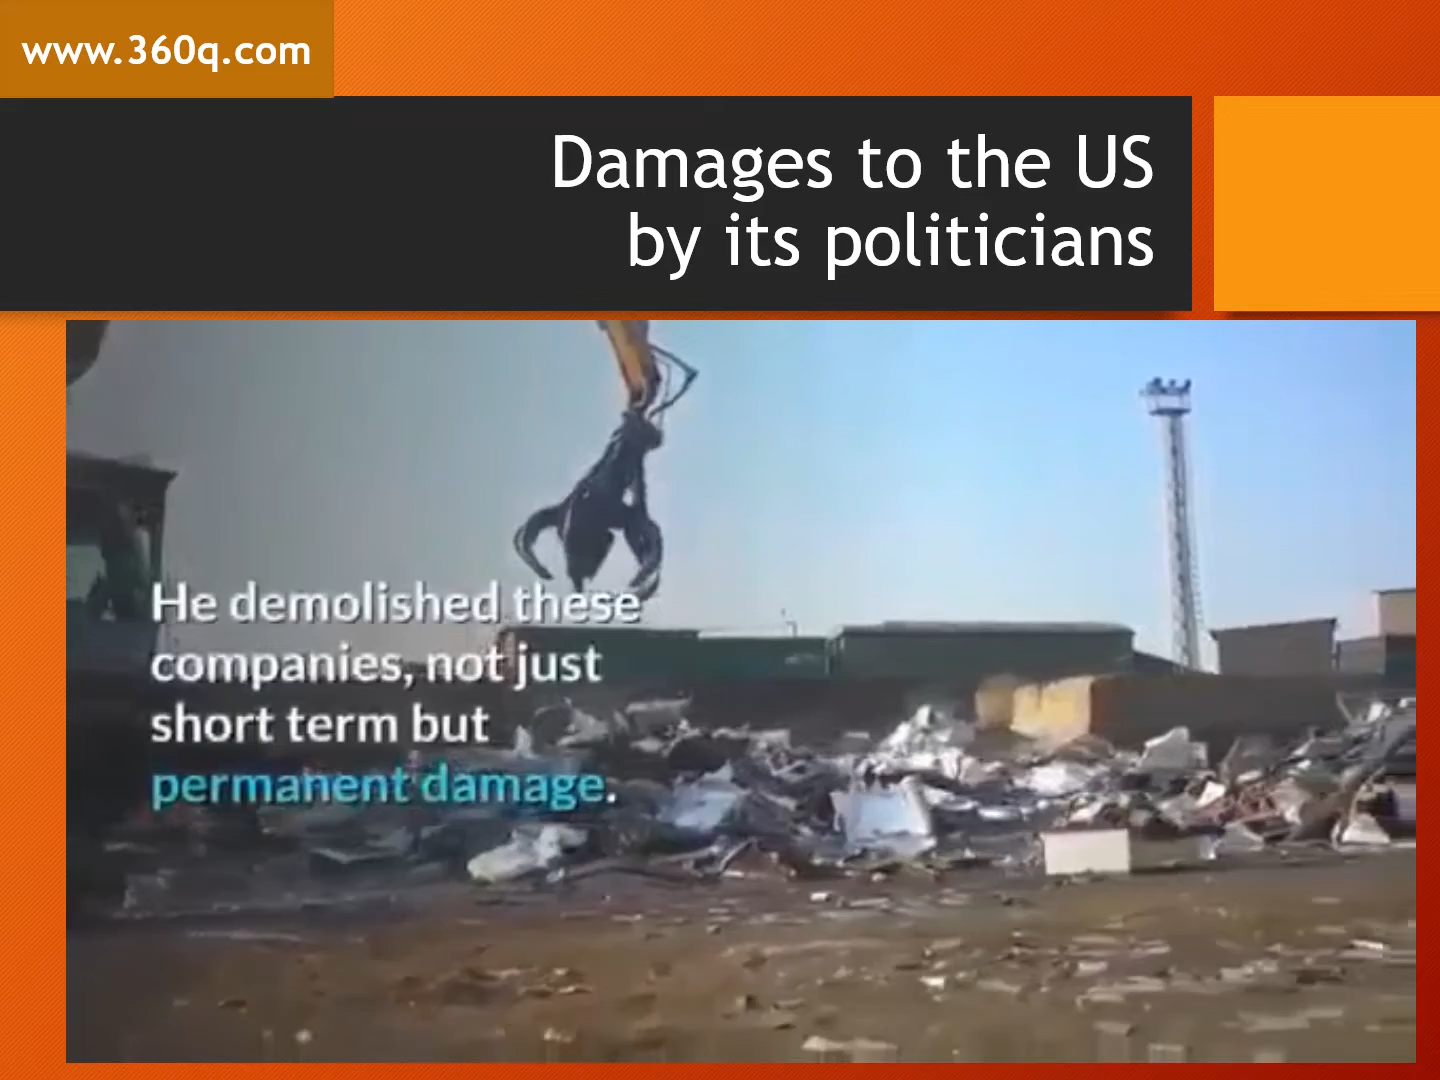 www.360q.com
Damages to the US
by its politicians
He demolished these
companies, not just
short term but
permanent damage.